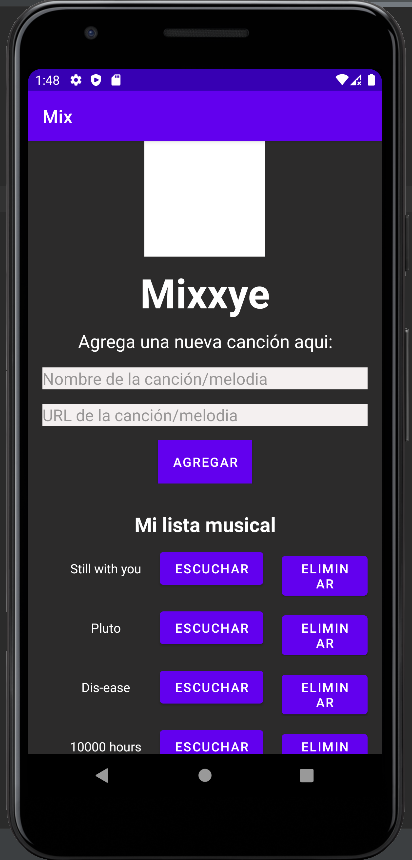 1:48
Mix
Mixxye
Agrega una nueva canción aqui:
Nombre de la canción/melodia
URL de la canción/melodia
AGREGAR
Mi lista musical
Still with you ESCUCHAR ELIMIN
AR
Pluto ESCUCHAR ELIMIN
AR
Dis-ease ESCUCHAR ELIMIN
AR
10000 hours ESCUCHAR ELIMIN